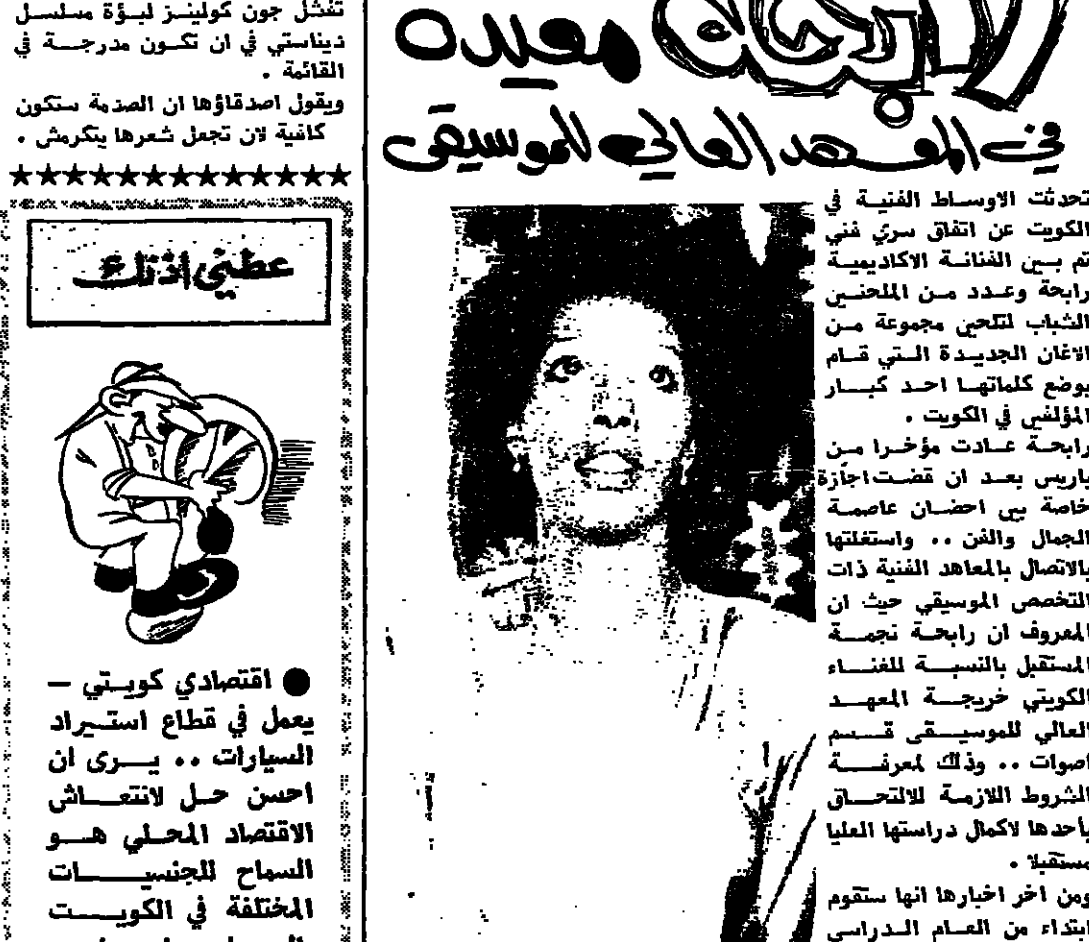 رابحة معيده
في المعهد العالي للموسيقى
تحدثت الاوساط الفنية في
الكويت عن اتفاق سري فني
تم بين الفنانة الاكاديمية
رابحة وعدد من الملحنين
الشباب لتلحين مجموعة من
الاغان الجديدة التي قام
بوضع كلماتها احد كبار
المؤلفين في الكويت .
رابحة عادت مؤخرا من
باريس بعد ان قضت اجازة
خاصة بين احضان عاصمة
الجمال والفن .. واستغلتها
بالاتصال بالمعاهد الفنية ذات
التخصص الموسيقي حيث ان
المعروف ان رابحة نجمة
المستقبل بالنسبة للغناء
الكويتي خريجة المعهد
العالي للموسيقى قسم
اصوات .. وذلك لمعرفة
الشروط اللازمة للالتحاق
بأحدها لاكمال دراستها العليا
مستقبلا .
ومن اخر اخبارها انها ستقوم
ابتداء من العام الدراسي
تفشل جون كولينز لبؤة مسلسل
ديناستي في ان تكون مدرجة في
القائمة .
ويقول اصدقاؤها ان الصدمة ستكون
كافية لان تجعل شعرها يتكرمش .
عطني اذنك
اقتصادي كويتي —
يعمل في قطاع استيراد
السيارات .. يرى ان
احسن حل لانتعاش
الاقتصاد المحلي هو
السماح للجنسيات
المختلفة في الكويت